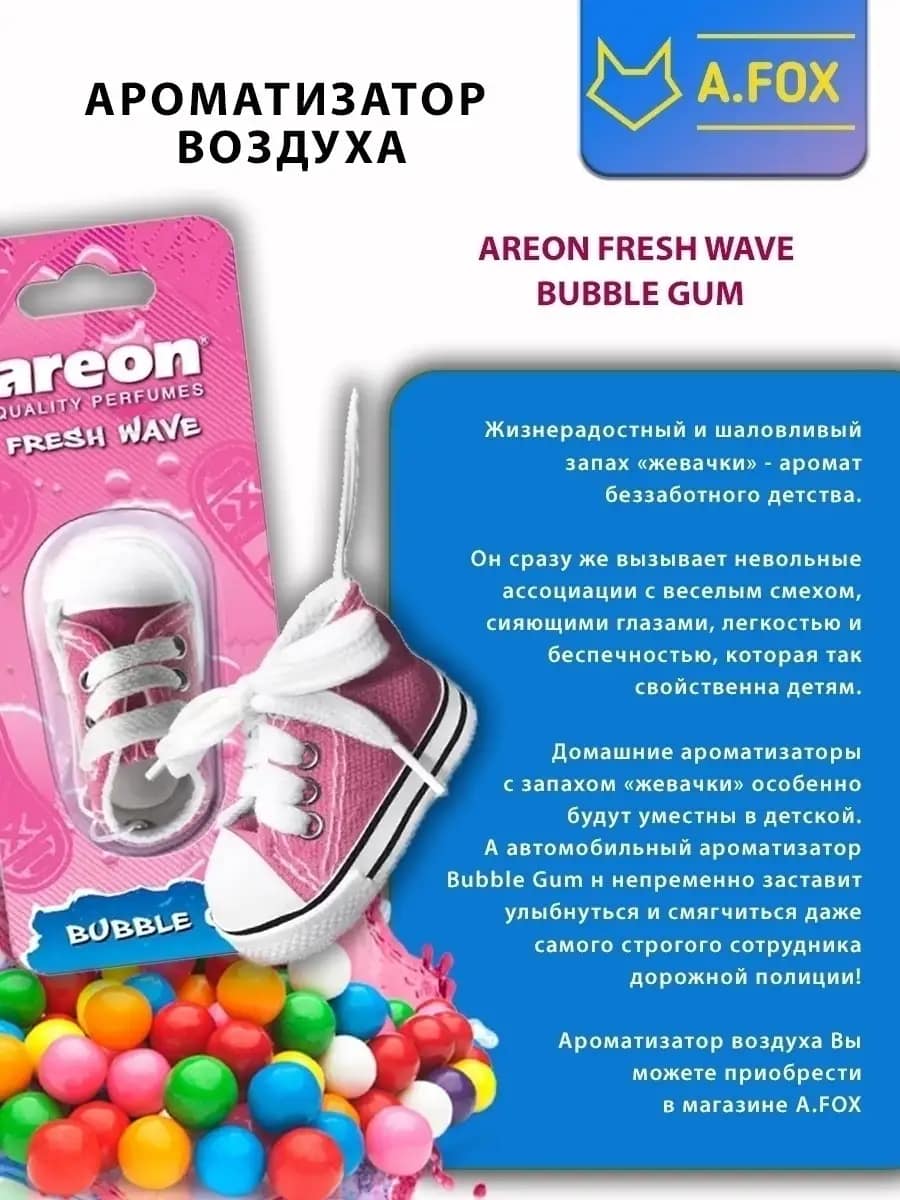 АРОМАТИЗАТОР
ВОЗДУХА
A.FOX
AREON FRESH WAVE
BUBBLE GUM
areon
QUALITY PERFUMES
FRESH WAVE
BUBBLE
Жизнерадостный и шаловливый
запах «жевачки» - аромат
беззаботного детства.
Он сразу же вызывает невольные
ассоциации с веселым смехом,
сияющими глазами, легкостью и
беспечностью, которая так
свойственна детям.
Домашние ароматизаторы
с запахом «жевачки» особенно
будут уместны в детской.
А автомобильный ароматизатор
Bubble Gum н непременно заставит
улыбнуться и смягчиться даже
самого строгого сотрудника
дорожной полиции!
Ароматизатор воздуха Вы
можете приобрести
в магазине A.FOX